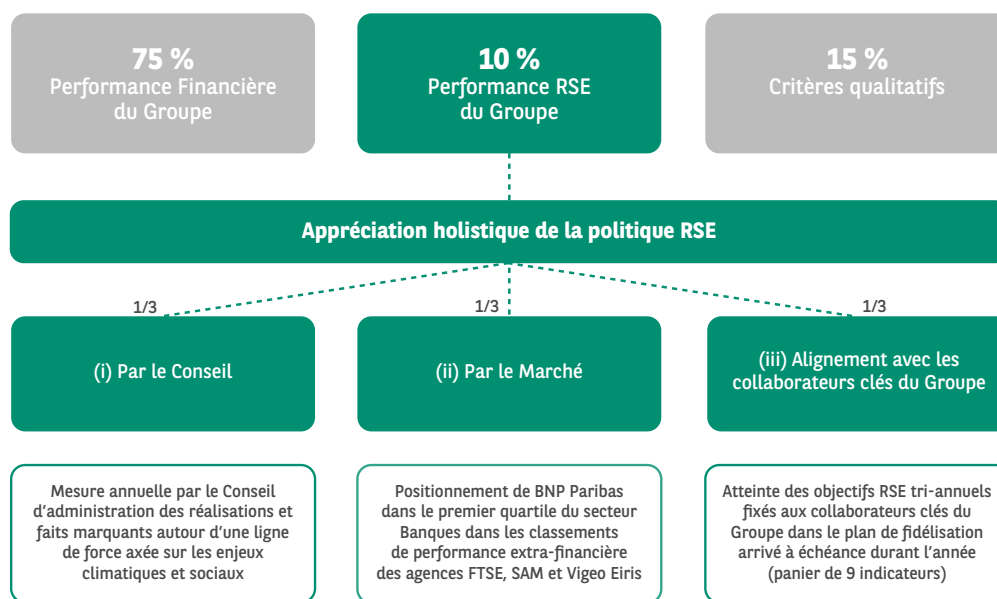 75 %
Performance Financière
du Groupe
10 %
Performance RSE
du Groupe
15 %
Critères qualitatifs
Appréciation holistique de la politique RSE
1/3
1/3
1/3
(i) Par le Conseil
(ii) Par le Marché
(iii) Alignement avec les
collaborateurs clés du Groupe
Mesure annuelle par le Conseil
d’administration des réalisations et
faits marquants autour d’une ligne
de force axée sur les enjeux
climatiques et sociaux
Positionnement de BNP Paribas
dans le premier quartile du secteur
Banques dans les classements
de performance extra-financière
des agences FTSE, SAM et Vigeo Eiris
Atteinte des objectifs RSE tri-annuels
fixés aux collaborateurs clés du
Groupe dans le plan de fidélisation
arrivé à échéance durant l’année
(panier de 9 indicateurs)